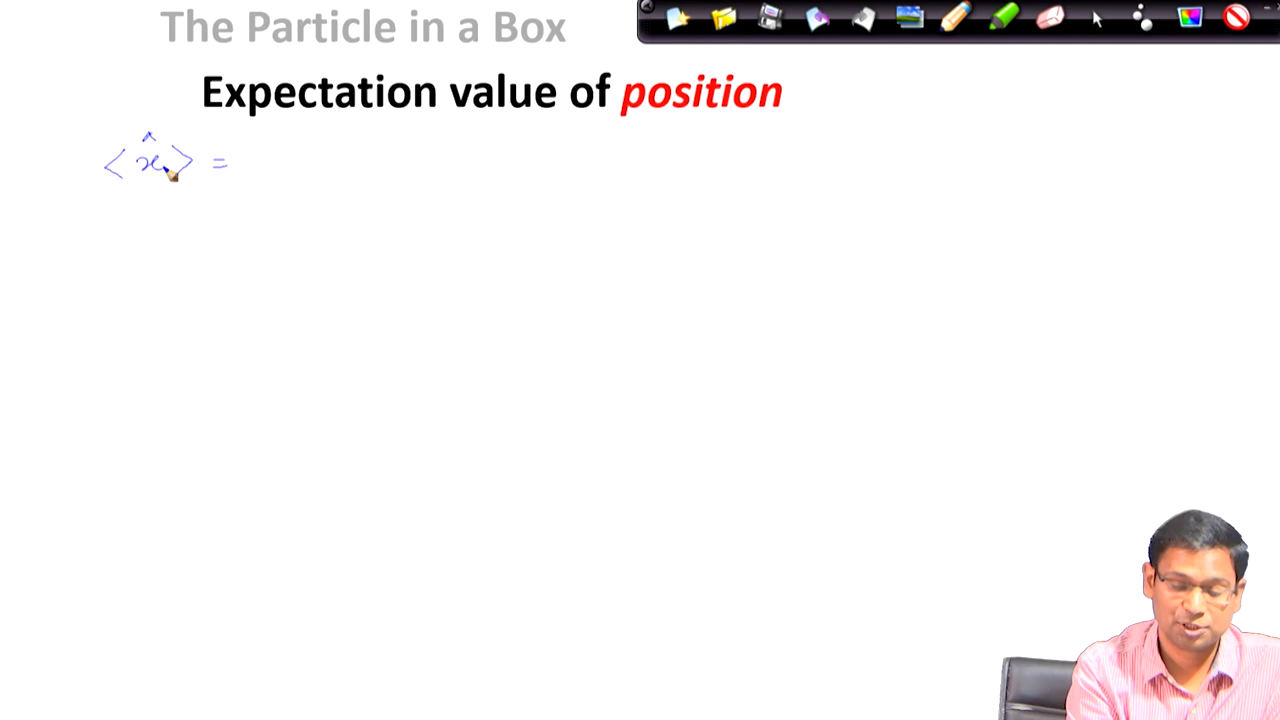 The Particle in a Box
Expectation value of position
< x̂ > =